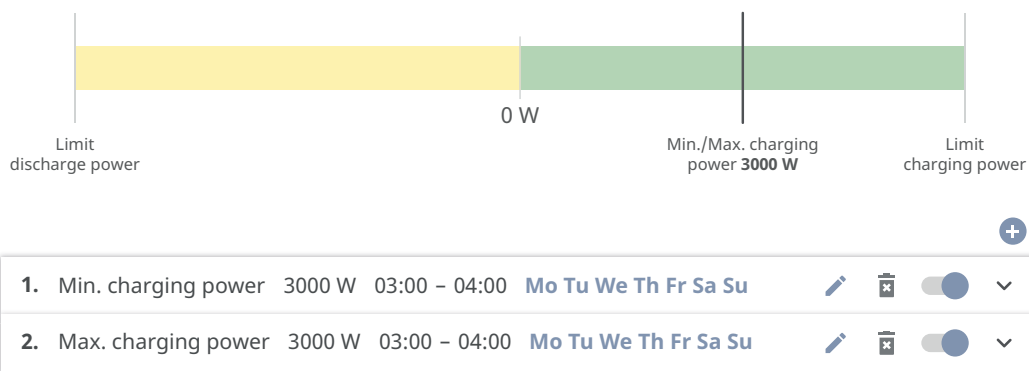 0 W
Limit
discharge power
Min./Max. charging
power 3000 W
Limit
charging power
1. Min. charging power 3000 W 03:00 – 04:00 Mo Tu We Th Fr Sa Su
2. Max. charging power 3000 W 03:00 – 04:00 Mo Tu We Th Fr Sa Su